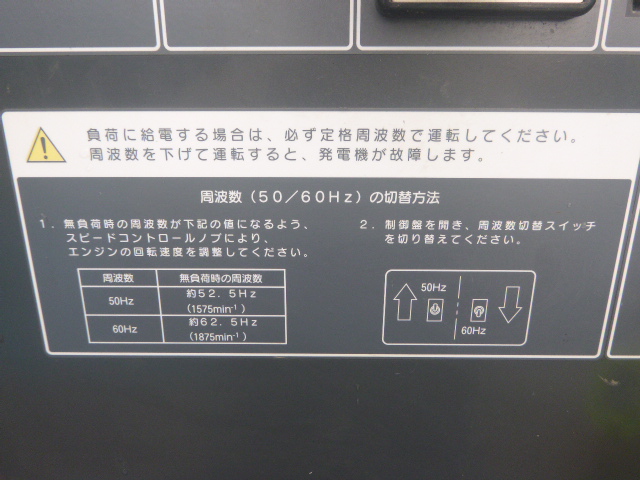 負荷に給電する場合は、必ず定格周波数で運転してください。
周波数を下げて運転すると、発電機が故障します。
周波数（50／60Hz）の切替方法
1．無負荷時の周波数が下記の値になるよう、
スピードコントロールノブにより、
エンジンの回転速度を調整してください。
周波数 無負荷時の周波数
50Hz 約52．5Hz
(1575min⁻¹)
60Hz 約62．5Hz
(1875min⁻¹)
2．制御盤を開き、周波数切替スイッチ
を切り替えてください。
50Hz
60Hz